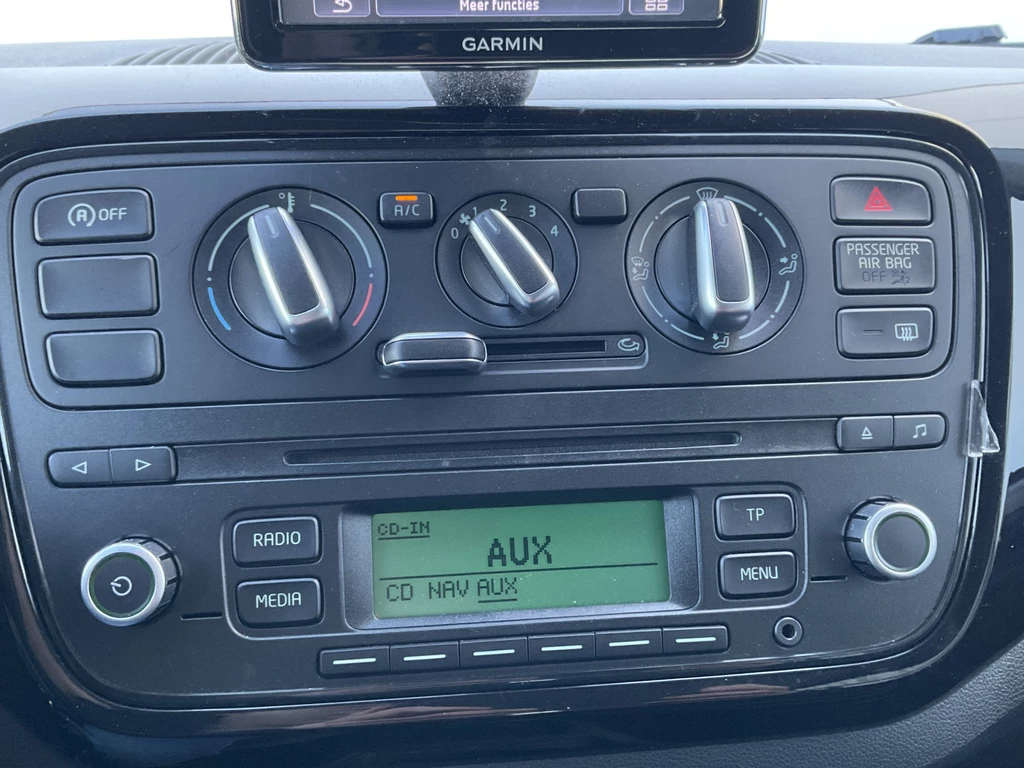 Meer functies
GARMIN
A OFF
A/C
0 1 2 3 4
PASSENGER
AIR BAG
OFF
RADIO
MEDIA
CD-IN
AUX
CD NAV AUX
TP
MENU